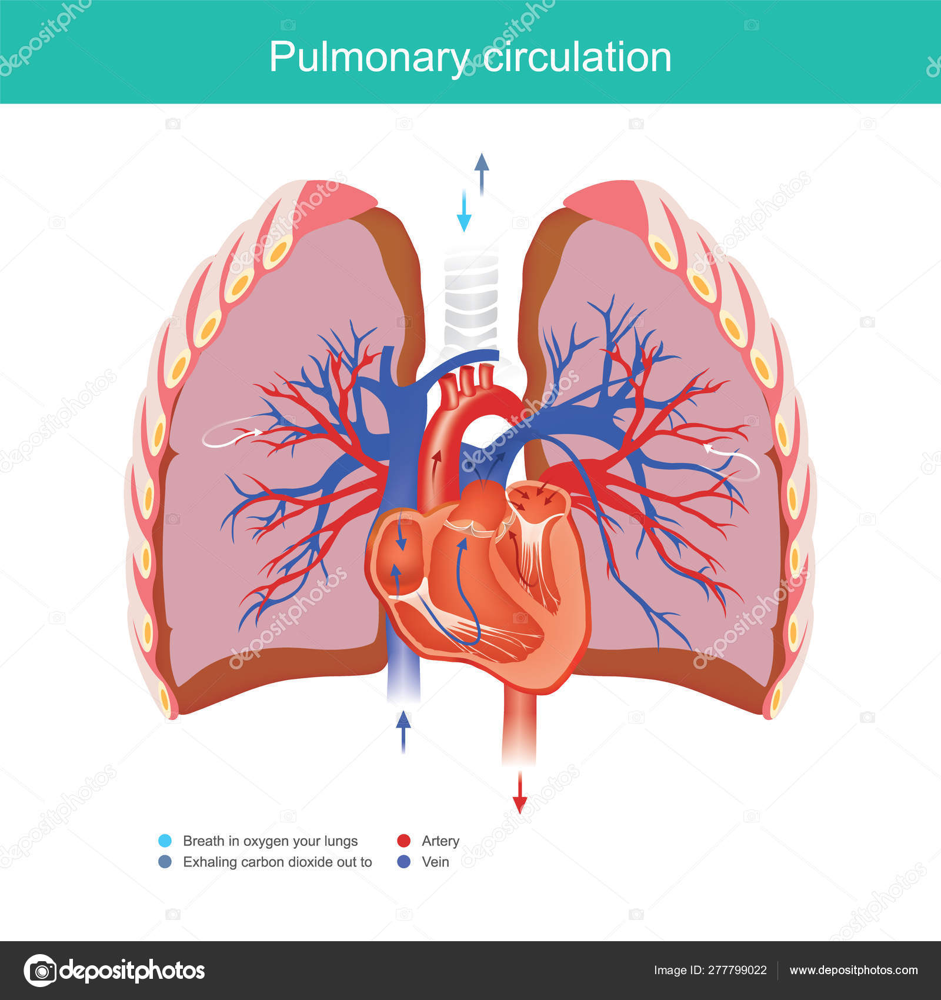 Pulmonary circulation
Breath in oxygen your lungs
Exhaling carbon dioxide out to
Artery
Vein
depositphotos
Image ID: 277799022
www.depositphotos.com